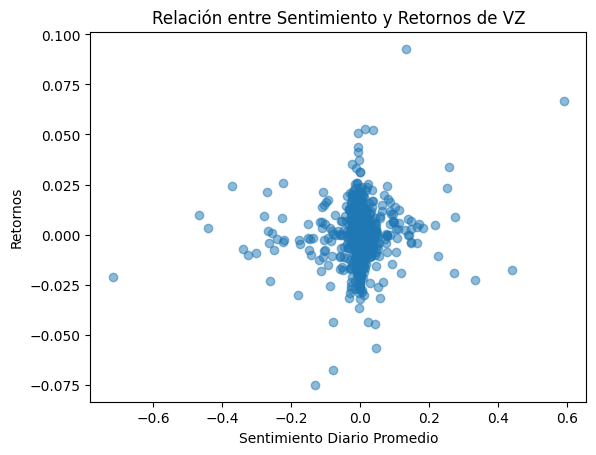 Relación entre Sentimiento y Retornos de VZ
0.100
0.075
0.050
0.025
0.000
−0.025
−0.050
−0.075
Retornos
−0.6 −0.4 −0.2 0.0 0.2 0.4 0.6
Sentimiento Diario Promedio